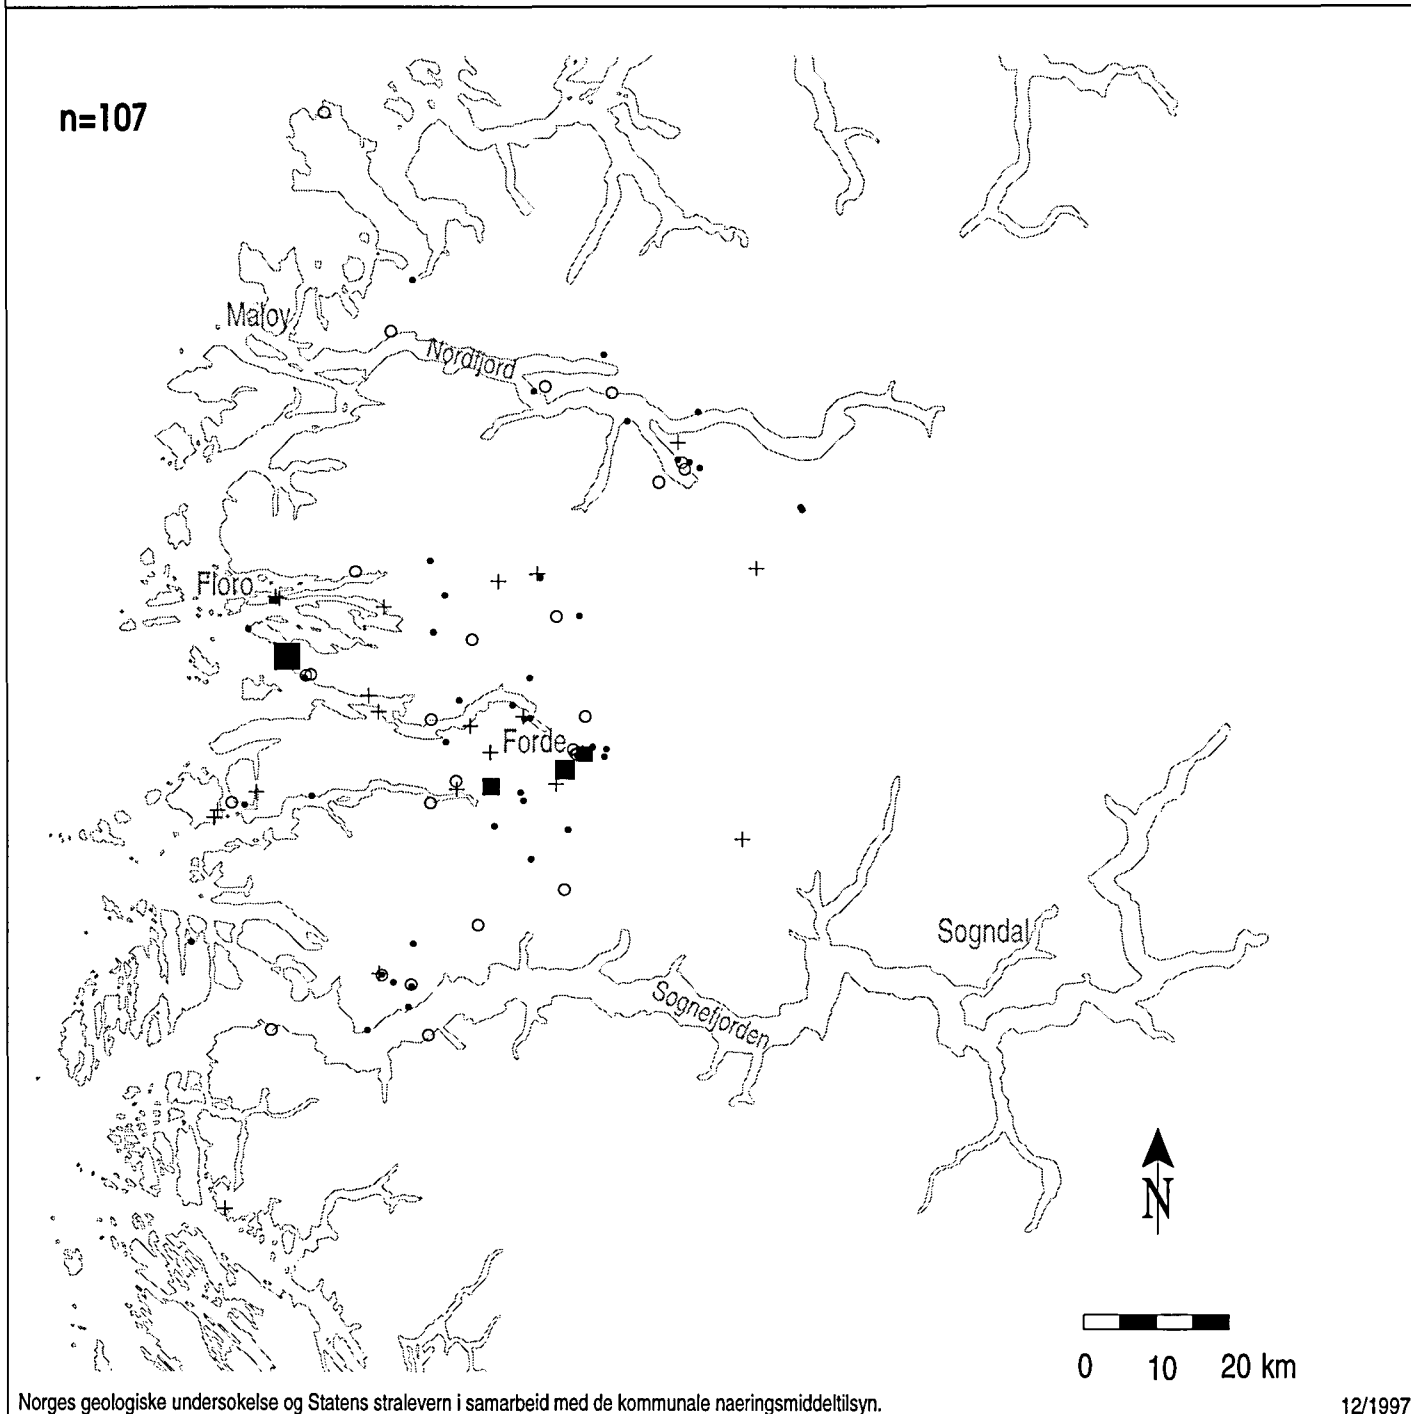 n=107
Maloy
Nordfjord
Floro
Forde
Sogndal
Sognefjorden
N
0 10 20 km
Norges geologiske undersokelse og Statens stralevern i samarbeid med de kommunale naeringsmiddeltilsyn. 12/1997